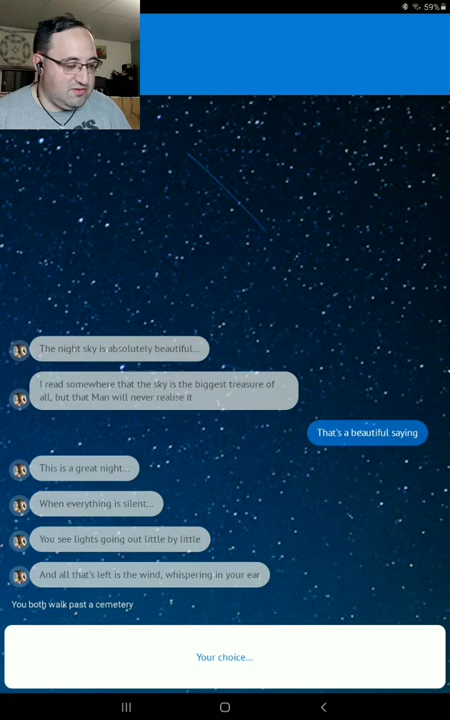 59%
The night sky is absolutely beautiful...
I read somewhere that the sky is the biggest treasure of
all, but that Man will never realise it
That's a beautiful saying
This is a great night...
When everything is silent...
You see lights going out little by little
And all that's left is the wind, whispering in your ear
You both walk past a cemetery
Your choice...